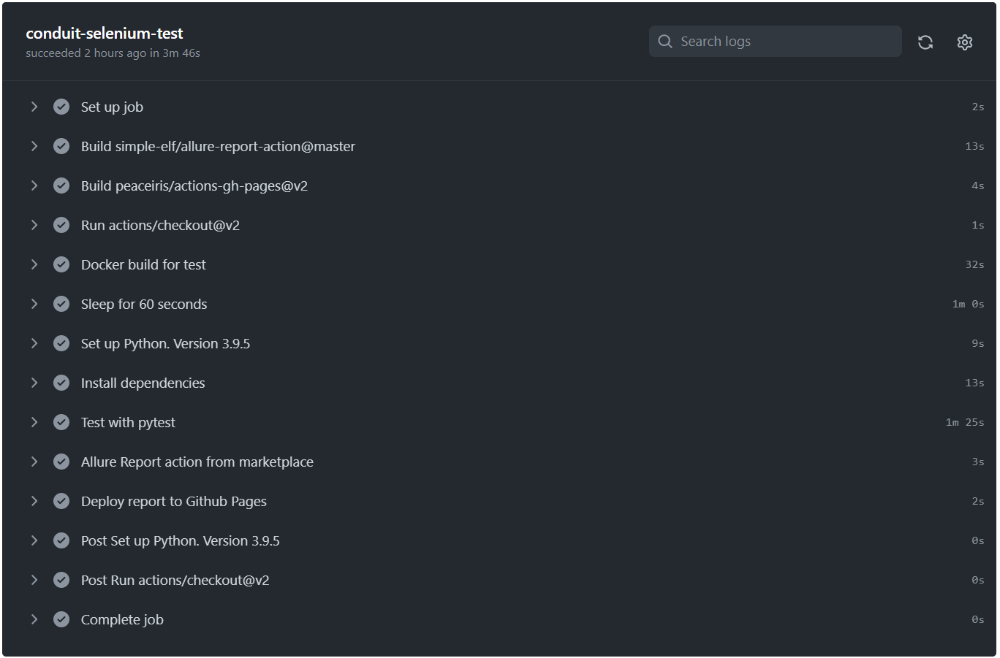 conduit-selenium-test
succeeded 2 hours ago in 3m 46s
Search logs
Set up job 2s
Build simple-elf/allure-report-action@master 13s
Build peaceiris/actions-gh-pages@v2 4s
Run actions/checkout@v2 1s
Docker build for test 32s
Sleep for 60 seconds 1m 0s
Set up Python. Version 3.9.5 9s
Install dependencies 13s
Test with pytest 1m 25s
Allure Report action from marketplace 3s
Deploy report to Github Pages 2s
Post Set up Python. Version 3.9.5 0s
Post Run actions/checkout@v2 0s
Complete job 0s